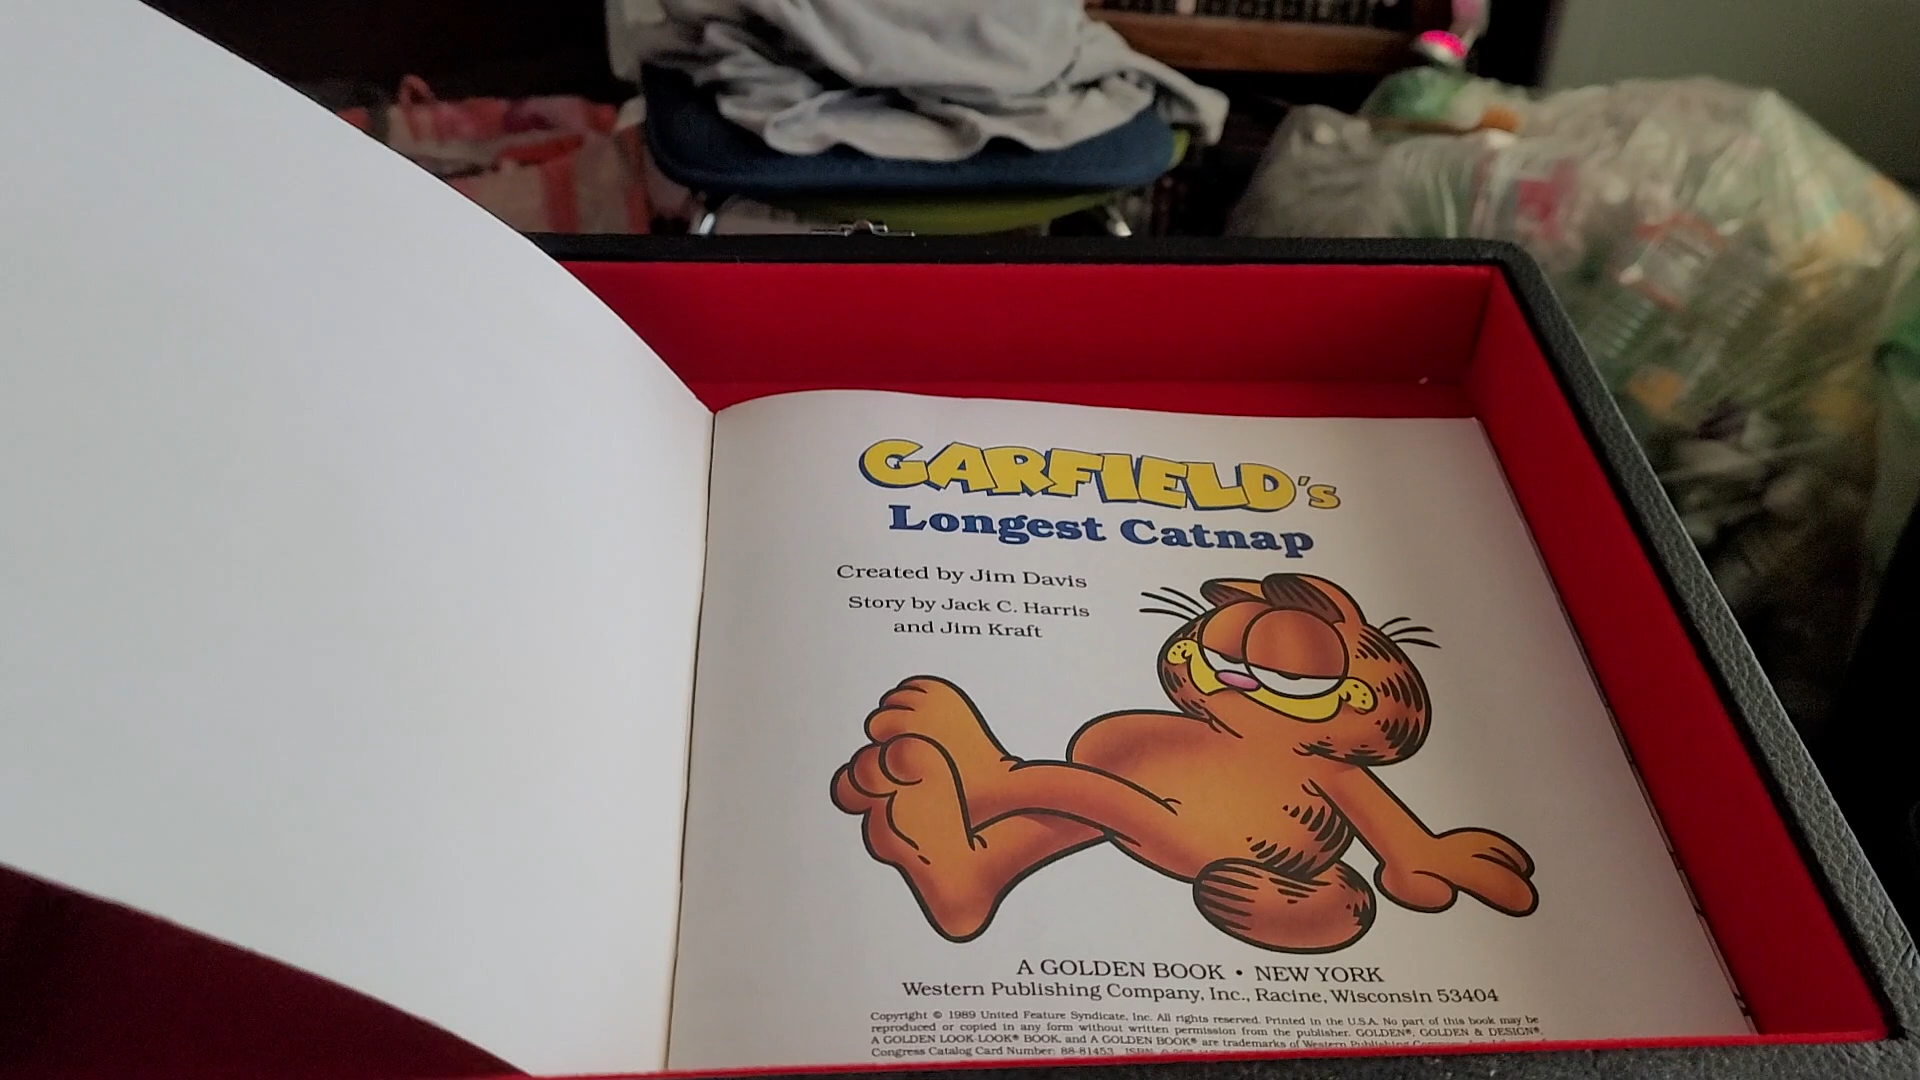 GARFIELD's
Longest Catnap
Created by Jim Davis
Story by Jack C. Harris
and Jim Kraft
A GOLDEN BOOK • NEW YORK
Western Publishing Company, Inc., Racine, Wisconsin 53404
Copyright © 1989 United Feature Syndicate, Inc. All rights reserved. Printed in the U.S.A. No part of this book may be
reproduced or copied in any form without written permission from the publisher. GOLDEN®, GOLDEN & DESIGN®,
A GOLDEN LOOK-LOOK® BOOK, and A GOLDEN BOOK® are trademarks of Western Publishing
Congress Catalog Card Number: 88-81453 ISBN